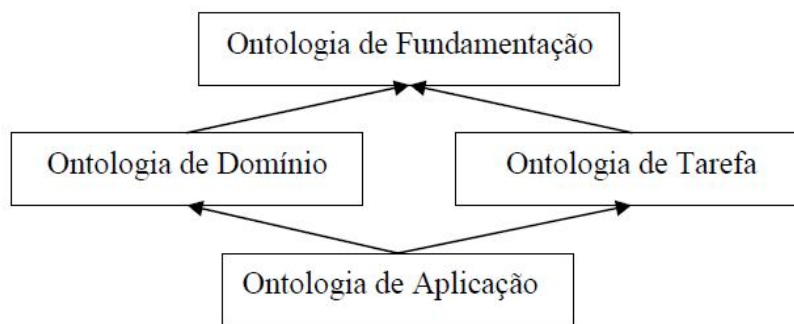 Ontologia de Fundamentação
Ontologia de Domínio
Ontologia de Tarefa
Ontologia de Aplicação